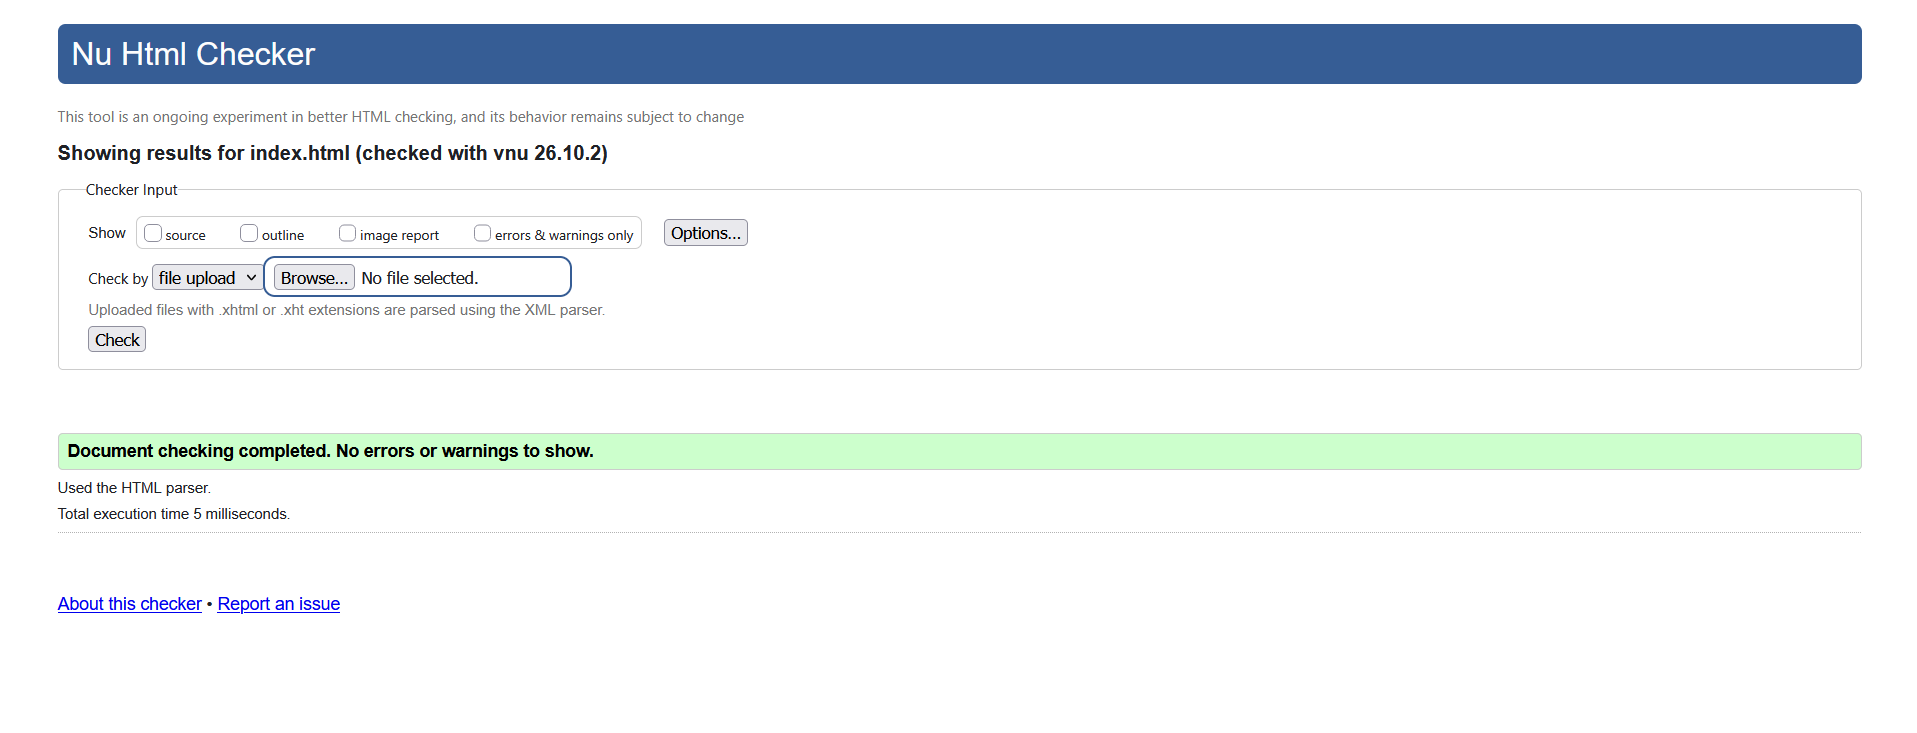 Nu Html Checker
This tool is an ongoing experiment in better HTML checking, and its behavior remains subject to change
Showing results for index.html (checked with vnu 26.10.2)
Checker Input
Show source outline image report errors & warnings only Options...
Check by file upload Browse... No file selected.
Uploaded files with .xhtml or .xht extensions are parsed using the XML parser.
Check
Document checking completed. No errors or warnings to show.
Used the HTML parser.
Total execution time 5 milliseconds.
About this checker • Report an issue